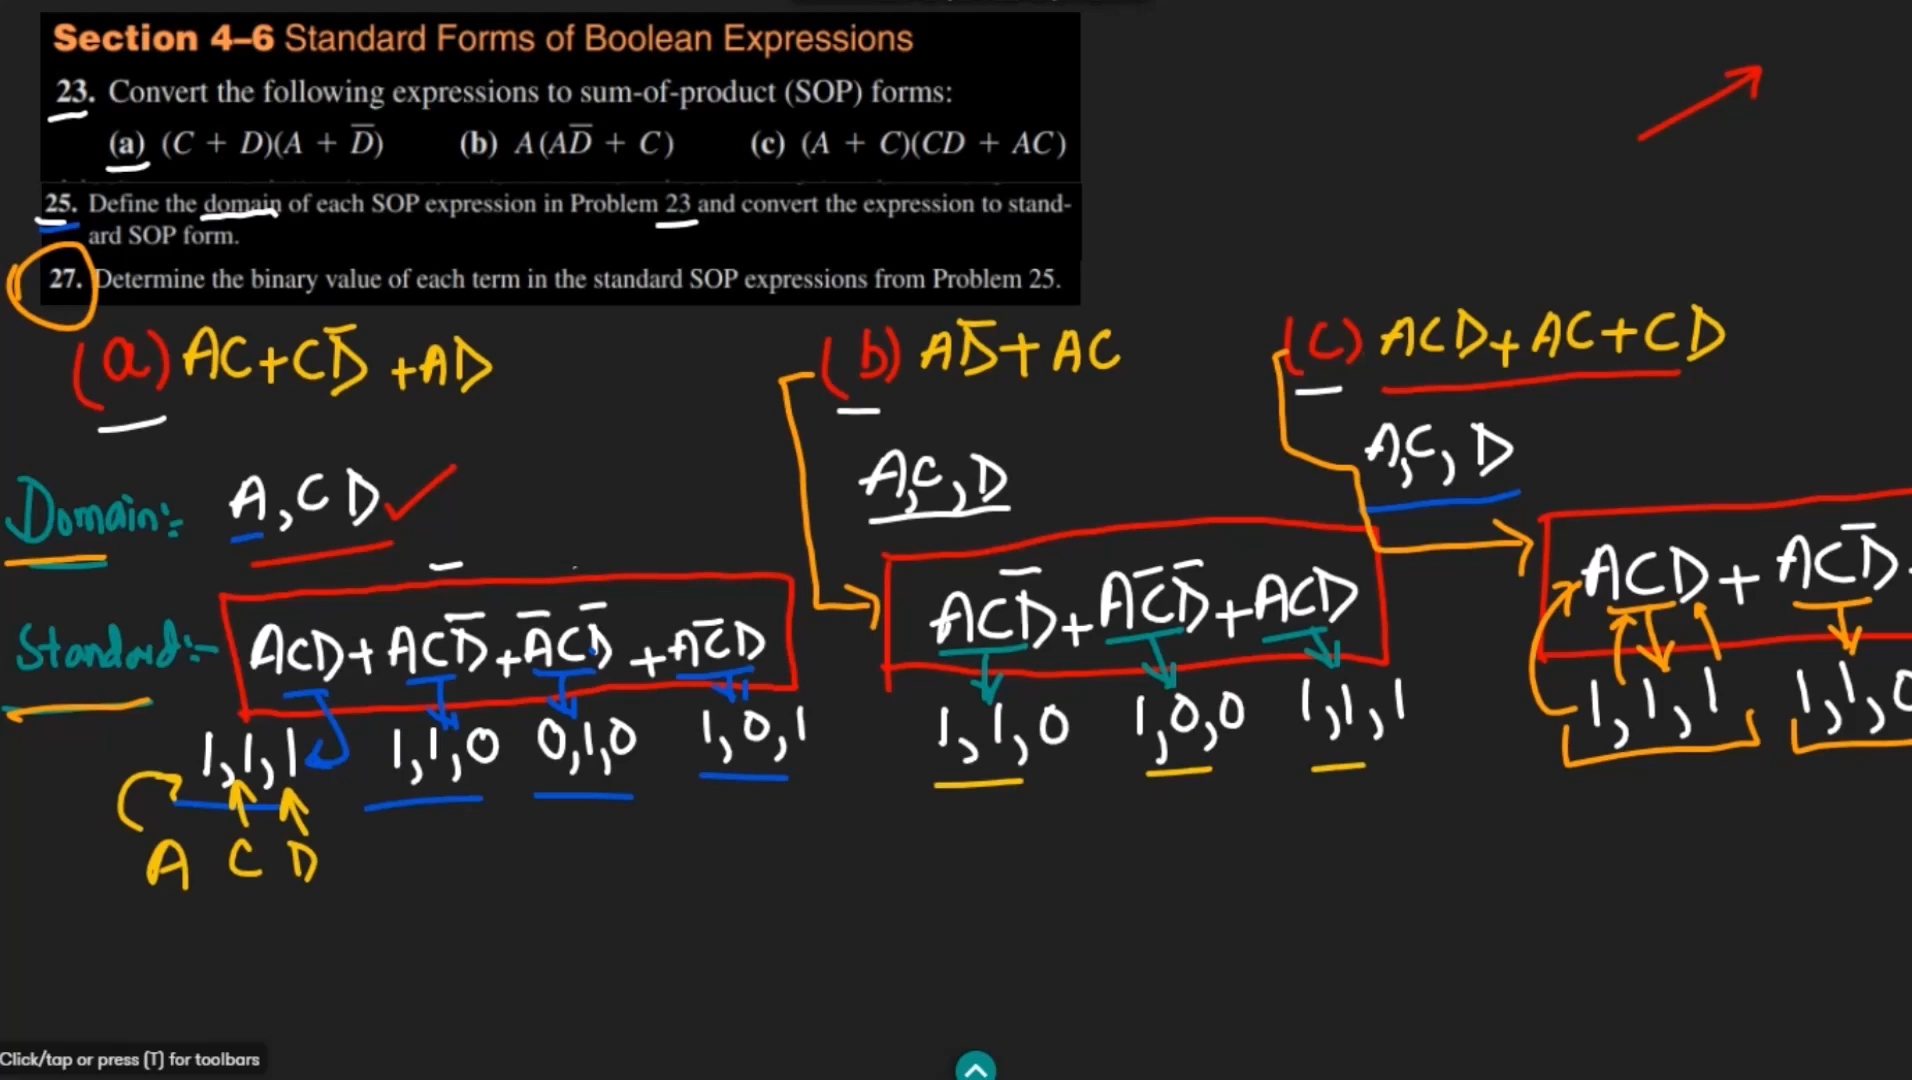 Section 4–6 Standard Forms of Boolean Expressions
23. Convert the following expressions to sum-of-product (SOP) forms:
(a) (C + D)(A + D̅) (b) A(AD̅ + C) (c) (A + C)(CD + AC)
25. Define the domain of each SOP expression in Problem 23 and convert the expression to stand-
ard SOP form.
27. Determine the binary value of each term in the standard SOP expressions from Problem 25.
(a) AC+CD̅+AD (b) AD̅+AC (c) ACD+AC+CD
Domain:- A,C D A,C,D A,C,D
Standard:- ACD+ACD̅+A̅CD̅+AC̅D ACD̅+AC̅D̅+ACD ACD+ACD̅
1,1,1 1,1,0 0,1,0 1,0,1 1,1,0 1,0,0 1,1,1 1,1,1 1,1,0
A C D
Click/tap or press (T) for toolbars